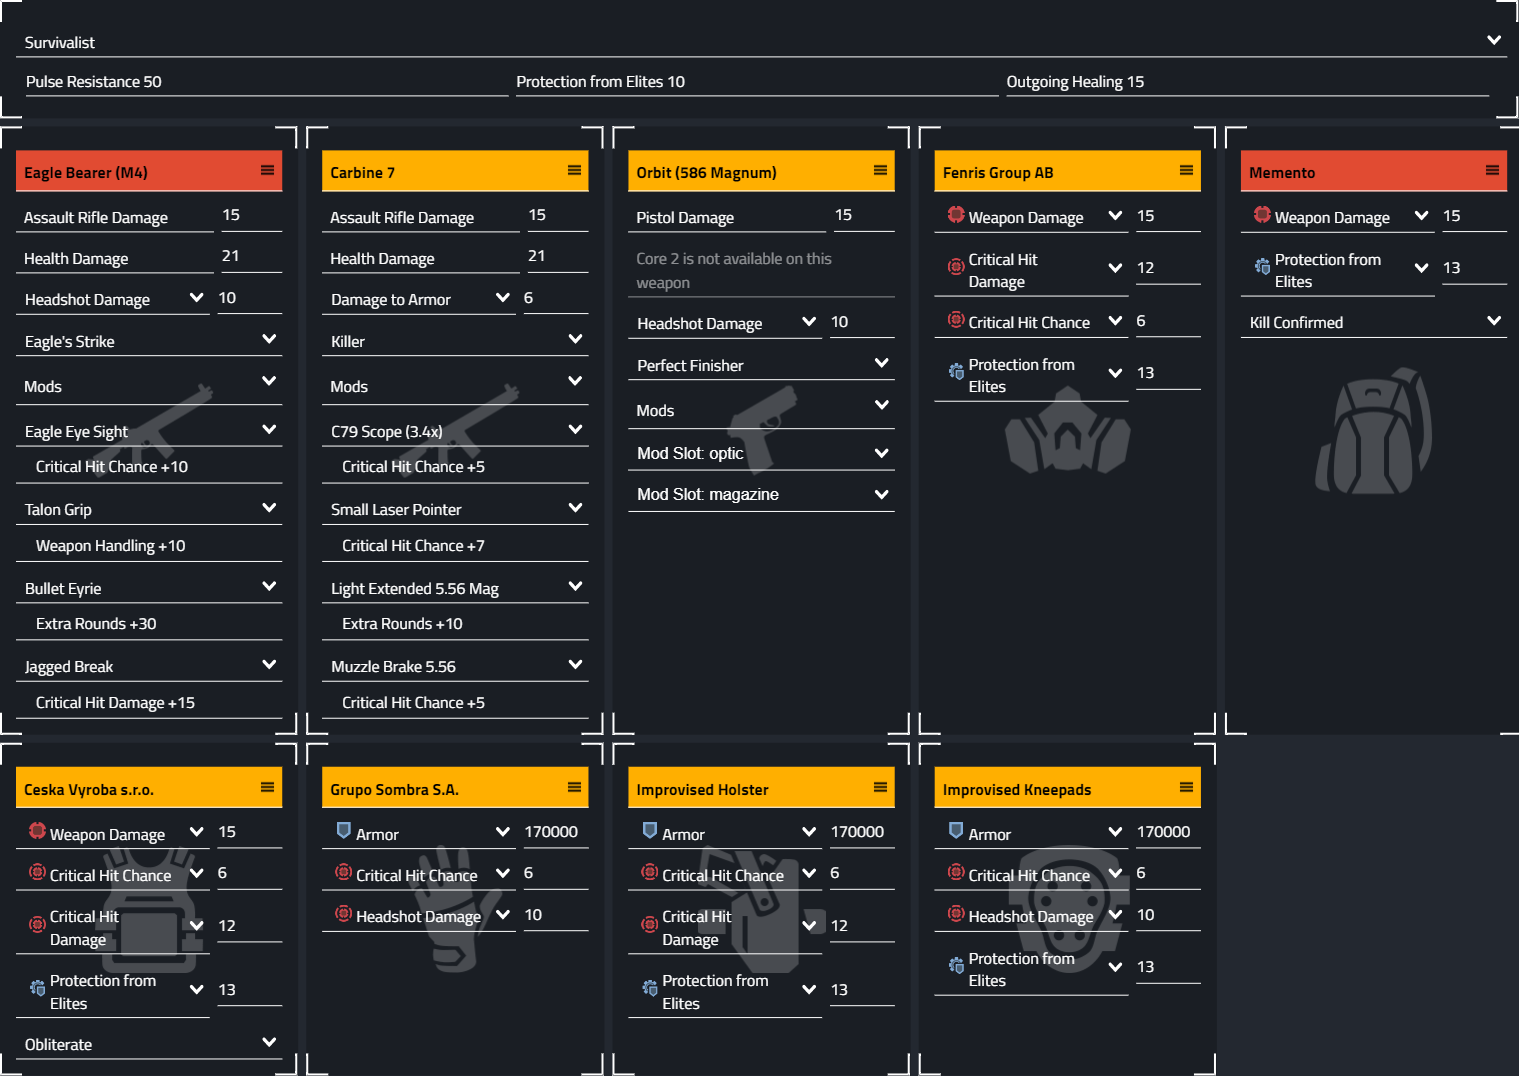 Survivalist
Pulse Resistance 50
Protection from Elites 10
Outgoing Healing 15
Eagle Bearer (M4)
Assault Rifle Damage 15
Health Damage 21
Headshot Damage 10
Eagle's Strike
Mods
Eagle Eye Sight
Critical Hit Chance +10
Talon Grip
Weapon Handling +10
Bullet Eyrie
Extra Rounds +30
Jagged Break
Critical Hit Damage +15
Carbine 7
Assault Rifle Damage 15
Health Damage 21
Damage to Armor 6
Killer
Mods
C79 Scope (3.4x)
Critical Hit Chance +5
Small Laser Pointer
Critical Hit Chance +7
Light Extended 5.56 Mag
Extra Rounds +10
Muzzle Brake 5.56
Critical Hit Chance +5
Orbit (586 Magnum)
Pistol Damage 15
Core 2 is not available on this
weapon
Headshot Damage 10
Perfect Finisher
Mods
Mod Slot: optic
Mod Slot: magazine
Fenris Group AB
Weapon Damage 15
Critical Hit
Damage 12
Critical Hit Chance 6
Protection from
Elites 13
Memento
Weapon Damage 15
Protection from
Elites 13
Kill Confirmed
Ceska Vyroba s.r.o.
Weapon Damage 15
Critical Hit Chance 6
Critical Hit
Damage 12
Protection from
Elites 13
Obliterate
Grupo Sombra S.A.
Armor 170000
Critical Hit Chance 6
Headshot Damage 10
Improvised Holster
Armor 170000
Critical Hit Chance 6
Critical Hit
Damage 12
Protection from
Elites 13
Improvised Kneepads
Armor 170000
Critical Hit Chance 6
Headshot Damage 10
Protection from
Elites 13